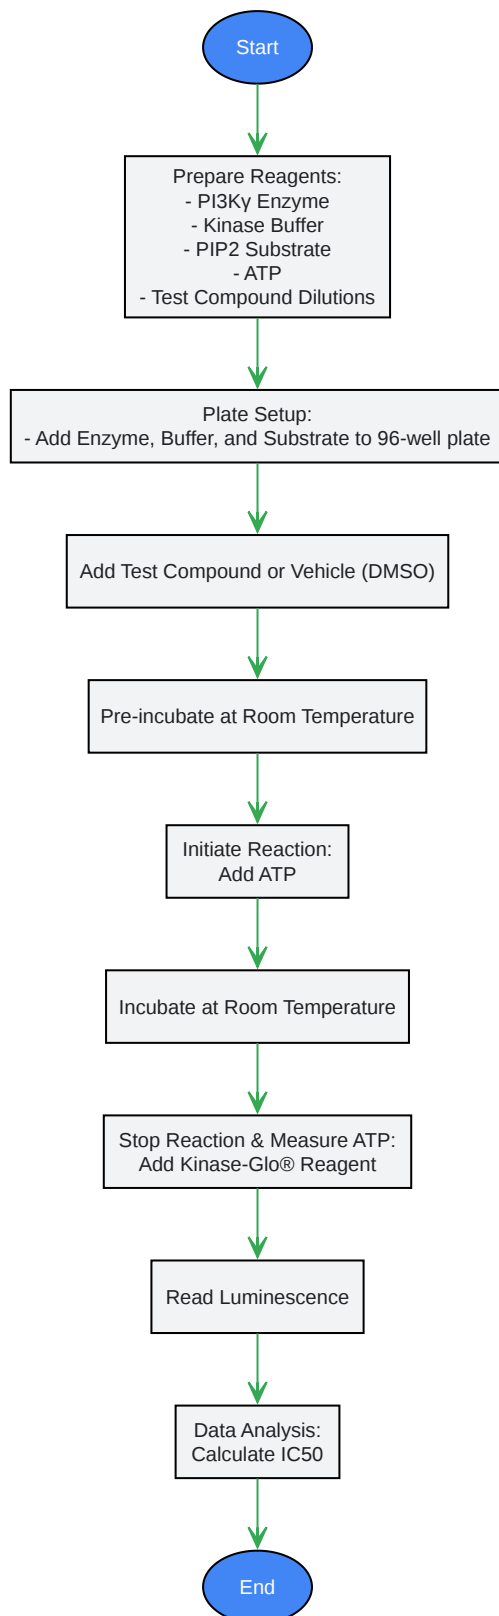 Start
Prepare Reagents:
- PI3Kγ Enzyme
- Kinase Buffer
- PIP2 Substrate
- ATP
- Test Compound Dilutions
Plate Setup:
- Add Enzyme, Buffer, and Substrate to 96-well plate
Add Test Compound or Vehicle (DMSO)
Pre-incubate at Room Temperature
Initiate Reaction:
Add ATP
Incubate at Room Temperature
Stop Reaction & Measure ATP:
Add Kinase-Glo® Reagent
Read Luminescence
Data Analysis:
Calculate IC50
End